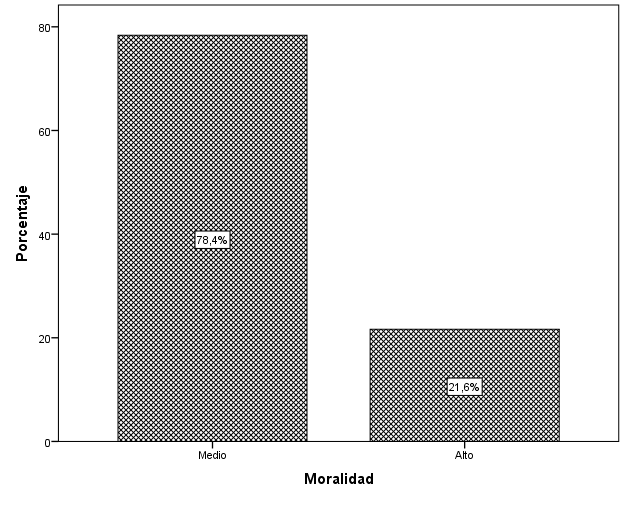 80
60
40
20
0
Porcentaje
78,4%
21,6%
Medio
Alto
Moralidad